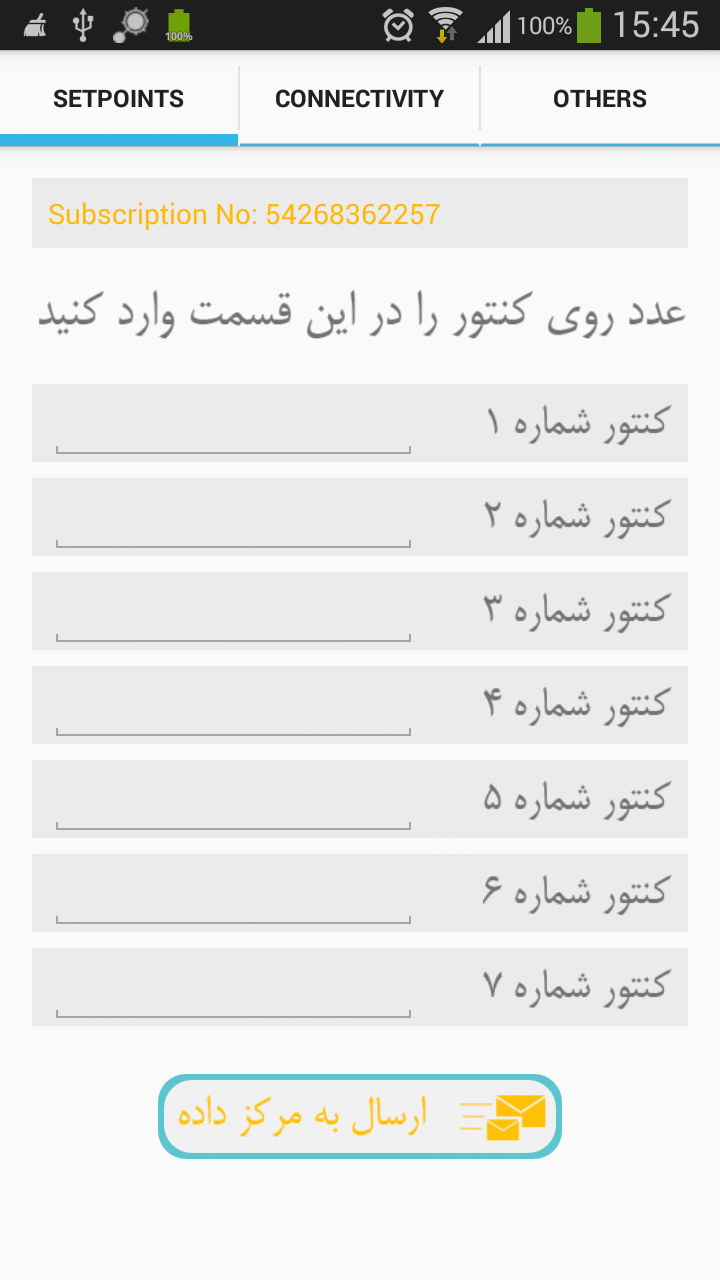 100% 100% 15:45
SETPOINTS CONNECTIVITY OTHERS
Subscription No: 54268362257
عدد روی کنتور را در این قسمت وارد کنید
کنتور شماره ۱
کنتور شماره ۲
کنتور شماره ۳
کنتور شماره ۴
کنتور شماره ۵
کنتور شماره ۶
کنتور شماره ۷
ارسال به مرکز داده